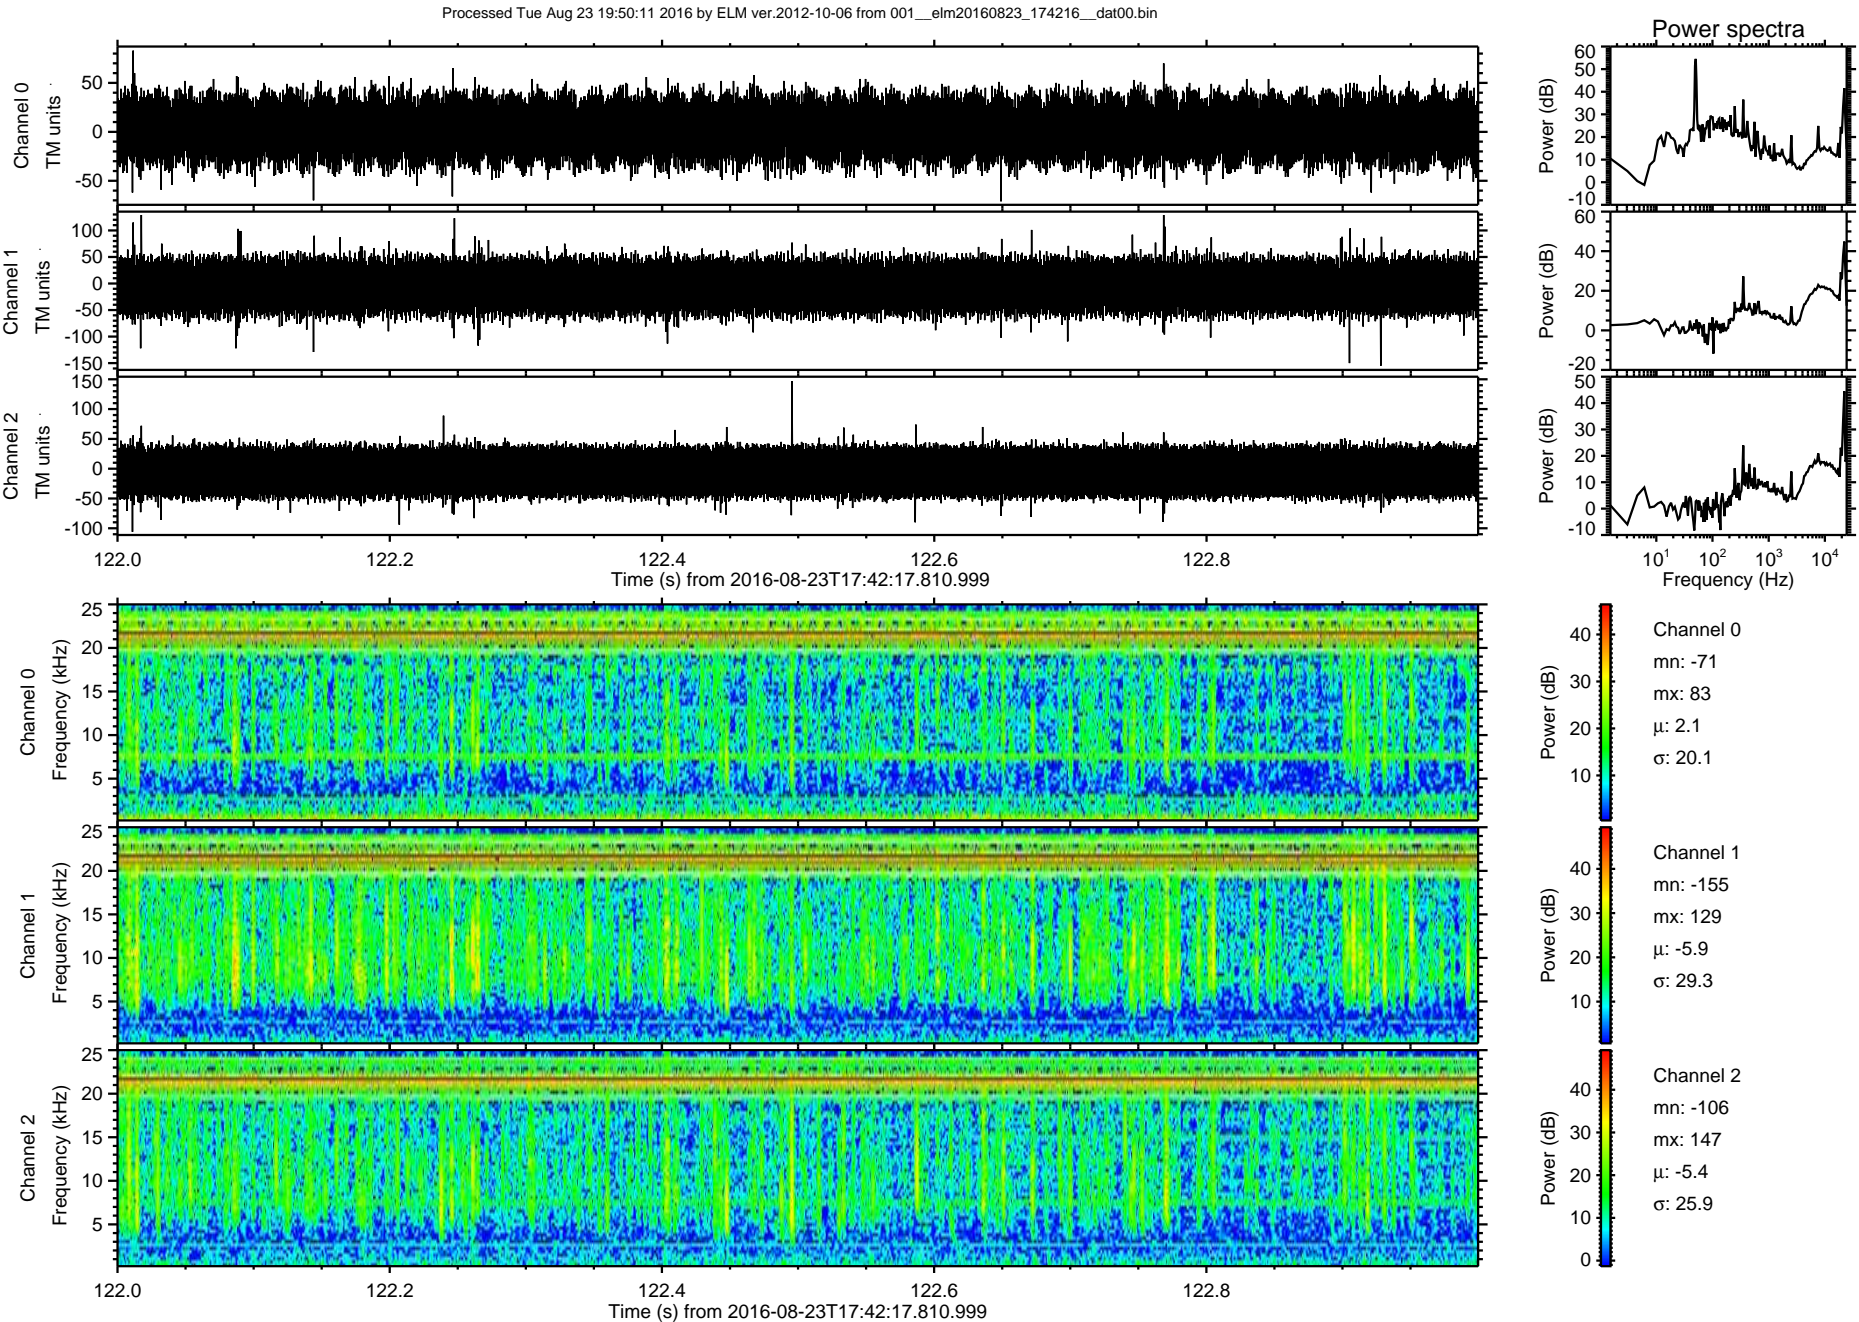 Processed Tue Aug 23 19:50:11 2016 by ELM ver.2012-10-06 from 001__elm20160823_174216__dat00.bin
Power spectra
Channel 0
TM units
50
0
-50
Power (dB)
60
50
40
30
20
10
0
-10
Channel 1
TM units
100
50
0
-50
-100
-150
Power (dB)
60
40
20
0
-20
Channel 2
TM units
150
100
50
0
-50
-100
Power (dB)
50
40
30
20
10
0
-10
122.0 122.2 122.4 122.6 122.8
Time (s) from 2016-08-23T17:42:17.810.999
10¹ 10² 10³ 10⁴
Frequency (Hz)
Channel 0
Frequency (kHz)
25
20
15
10
5
Power (dB)
40
30
20
10
Channel 0
mn: -71
mx: 83
μ: 2.1
σ: 20.1
Channel 1
Frequency (kHz)
25
20
15
10
5
Power (dB)
40
30
20
10
Channel 1
mn: -155
mx: 129
μ: -5.9
σ: 29.3
Channel 2
Frequency (kHz)
25
20
15
10
5
Power (dB)
40
30
20
10
0
Channel 2
mn: -106
mx: 147
μ: -5.4
σ: 25.9
122.0 122.2 122.4 122.6 122.8
Time (s) from 2016-08-23T17:42:17.810.999